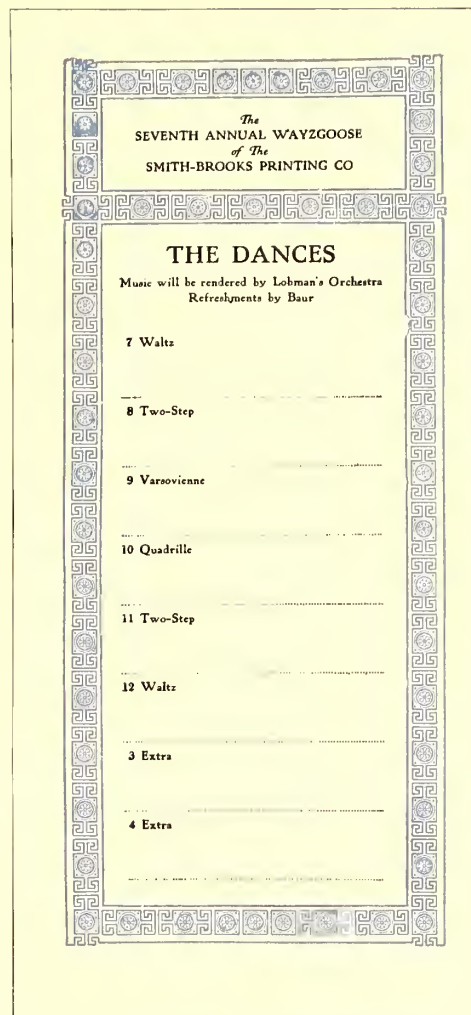 The
SEVENTH ANNUAL WAYZGOOSE
of The
SMITH-BROOKS PRINTING CO
THE DANCES
Music will be rendered by Lobman's Orchestra
Refreshments by Baur
7 Waltz
8 Two-Step
9 Varsovienne
10 Quadrille
11 Two-Step
12 Waltz
3 Extra
4 Extra